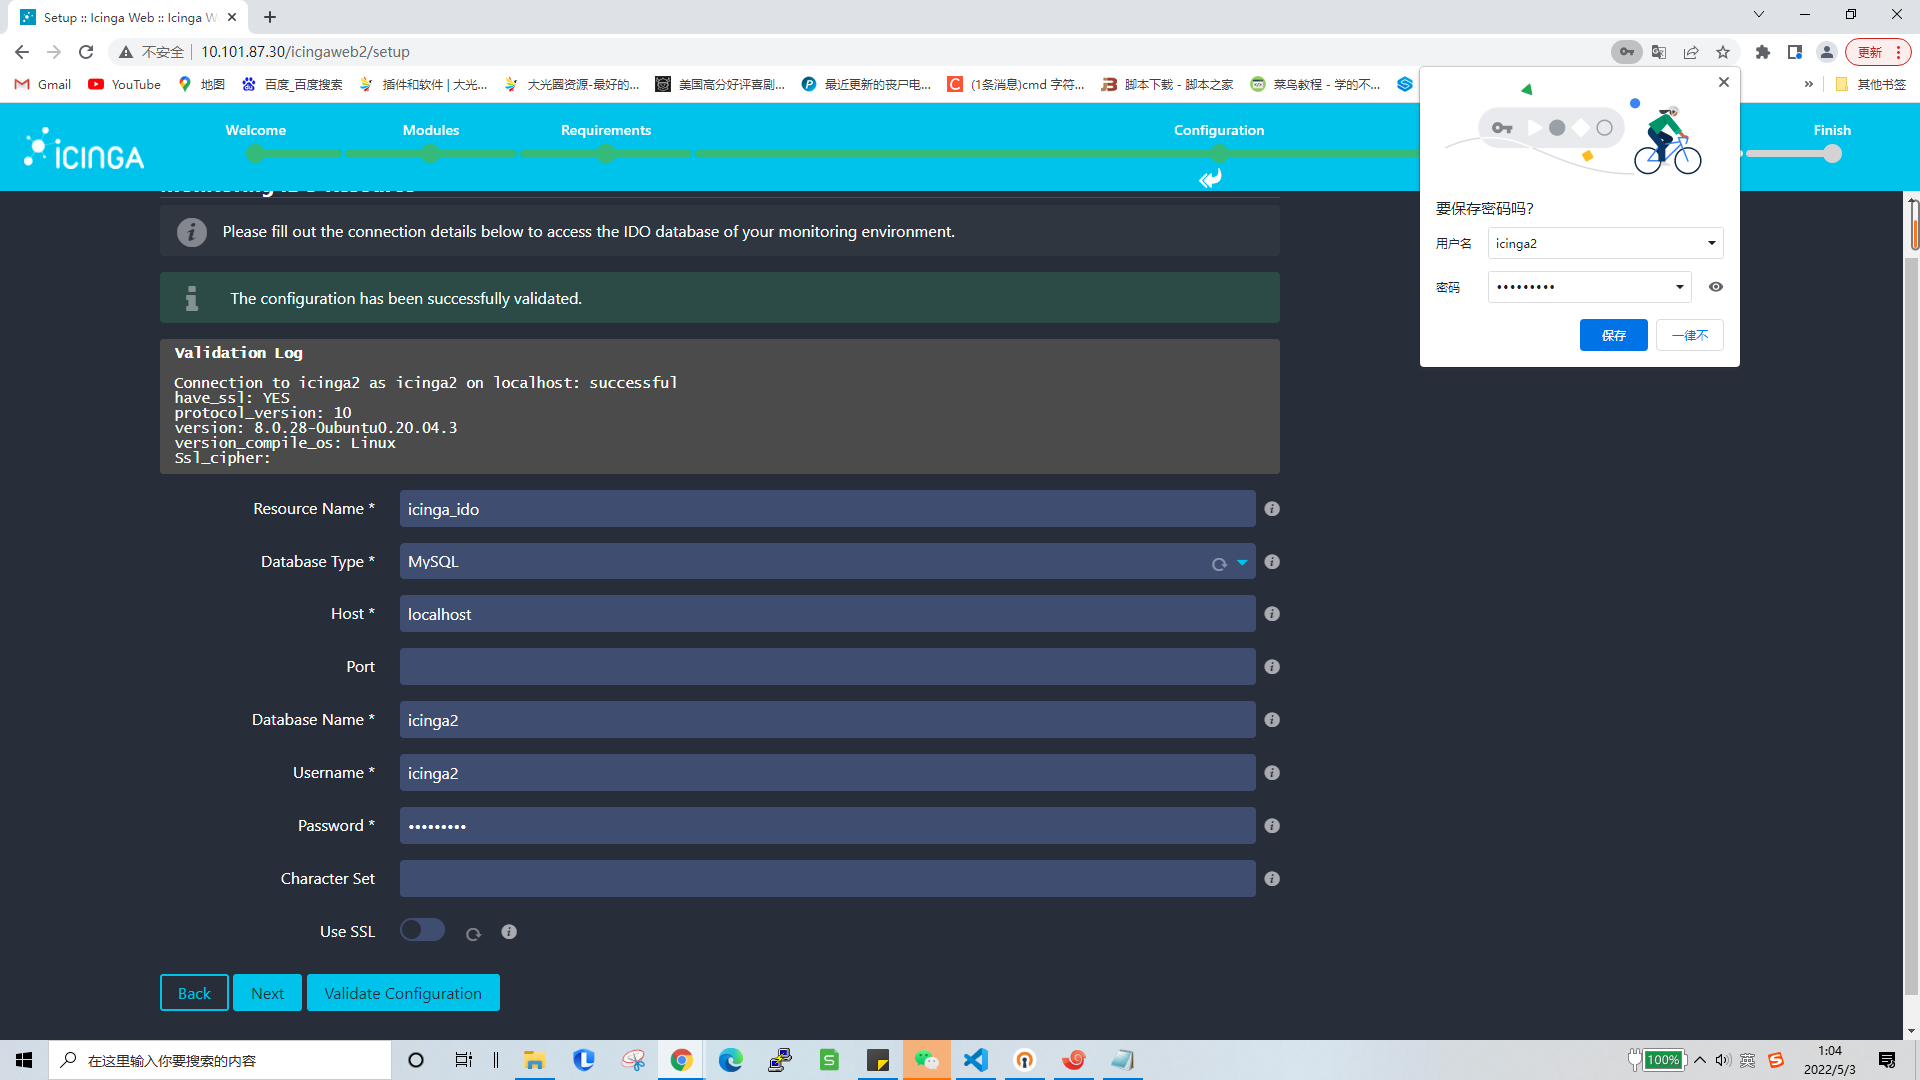 Setup :: Icinga Web :: Icinga W
不安全
10.101.87.30/icingaweb2/setup
更新
Gmail
YouTube
地图
百度_百度搜索
插件和软件 | 大光...
大光圈资源-最好的...
美国高分好评喜剧...
最近更新的丧尸电...
(1条消息)cmd 字符...
脚本下载 - 脚本之家
菜鸟教程 - 学的不...
»
其他书签
ICINGA
Welcome
Modules
Requirements
Configuration
Finish
要保存密码吗?
用户名
icinga2
密码
•••••••••
保存
一律不
Please fill out the connection details below to access the IDO database of your monitoring environment.
The configuration has been successfully validated.
Validation Log
Connection to icinga2 as icinga2 on localhost: successful
have_ssl: YES
protocol_version: 10
version: 8.0.28-0ubuntu0.20.04.3
version_compile_os: Linux
Ssl_cipher:
Resource Name *
icinga_ido
Database Type *
MySQL
Host *
localhost
Port
Database Name *
icinga2
Username *
icinga2
Password *
•••••••••
Character Set
Use SSL
Back
Next
Validate Configuration
在这里输入你要搜索的内容
100%
英
1:04
2022/5/3